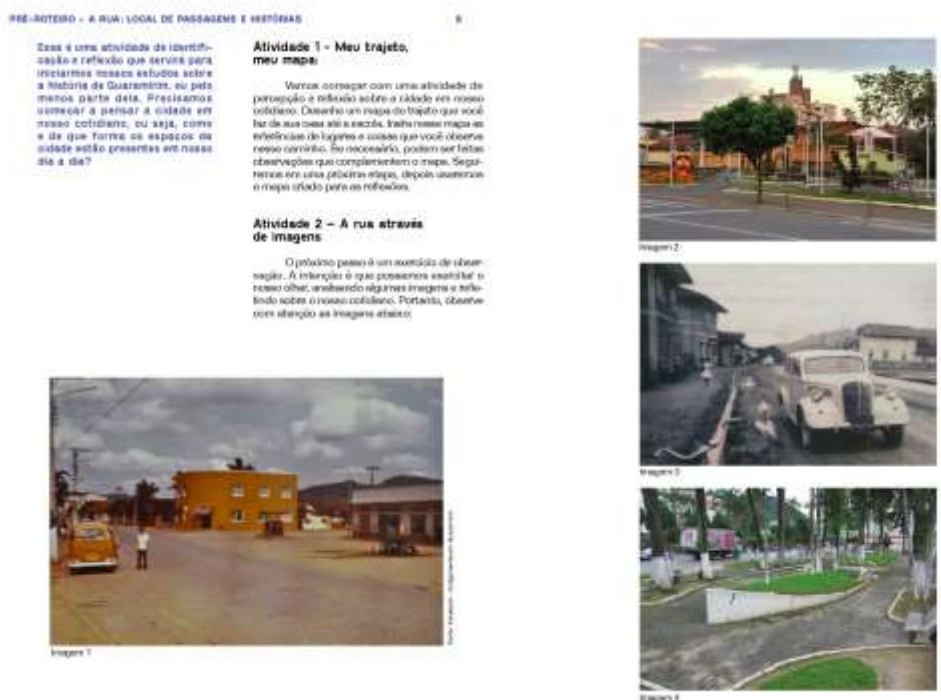 PRÉ-ROTEIRO - A RUA: LOCAL DE PASSAGENS E HISTÓRIAS
Essa é uma atividade de identifi-
cação e reflexão que servirá para
iniciarmos nossos estudos sobre
a história de Guaramirim, ou pelo
menos parte dela. Precisamos
começar a pensar a cidade em
nosso cotidiano, ou seja, como
e de que forma os espaços da
cidade estão presentes em nosso
dia a dia?
Atividade 1 - Meu trajeto,
meu mapa:
Vamos começar com uma atividade de
percepção e reflexão sobre a cidade em nosso
cotidiano. Desenhe um mapa do trajeto que você
faz de sua casa até a escola, insira nesse mapa as
referências de lugares e coisas que você observa
nesse caminho. Se necessário, podem ser feitas
observações que complementem o mapa. Segui-
remos em uma próxima etapa, depois usaremos
o mapa criado para as reflexões.
Atividade 2 – A rua através
de imagens
O próximo passo é um exercício de obser-
vação. A intenção é que possamos exercitar o
nosso olhar, analisando algumas imagens e refle-
tindo sobre o nosso cotidiano. Portanto, observe
com atenção as imagens abaixo:
Imagem 1
Imagem 2
Imagem 3
Imagem 4